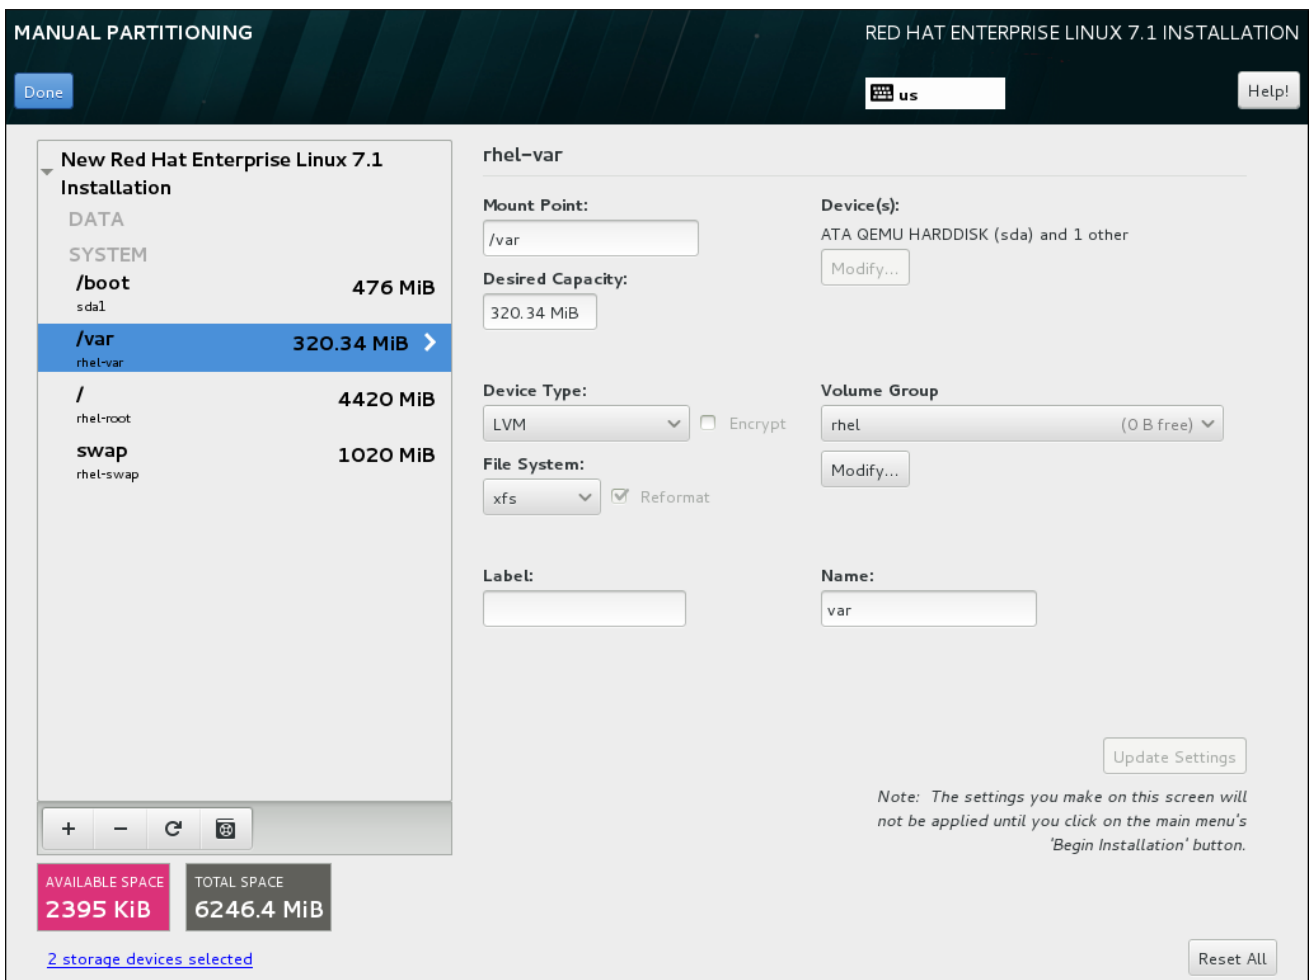 MANUAL PARTITIONING
RED HAT ENTERPRISE LINUX 7.1 INSTALLATION
Done
us
Help!
New Red Hat Enterprise Linux 7.1
Installation
DATA
SYSTEM
/boot
476 MiB
sda1
/var
320.34 MiB
rhel-var
/
4420 MiB
rhel-root
swap
1020 MiB
rhel-swap
+ -
AVAILABLE SPACE
2395 KiB
TOTAL SPACE
6246.4 MiB
2 storage devices selected
rhel-var
Mount Point:
/var
Device(s):
ATA QEMU HARDDISK (sda) and 1 other
Modify...
Desired Capacity:
320.34 MiB
Device Type:
LVM
Encrypt
Volume Group
rhel (0 B free)
Modify...
File System:
xfs
Reformat
Label:
Name:
var
Update Settings
Note: The settings you make on this screen will
not be applied until you click on the main menu's
'Begin Installation' button.
Reset All